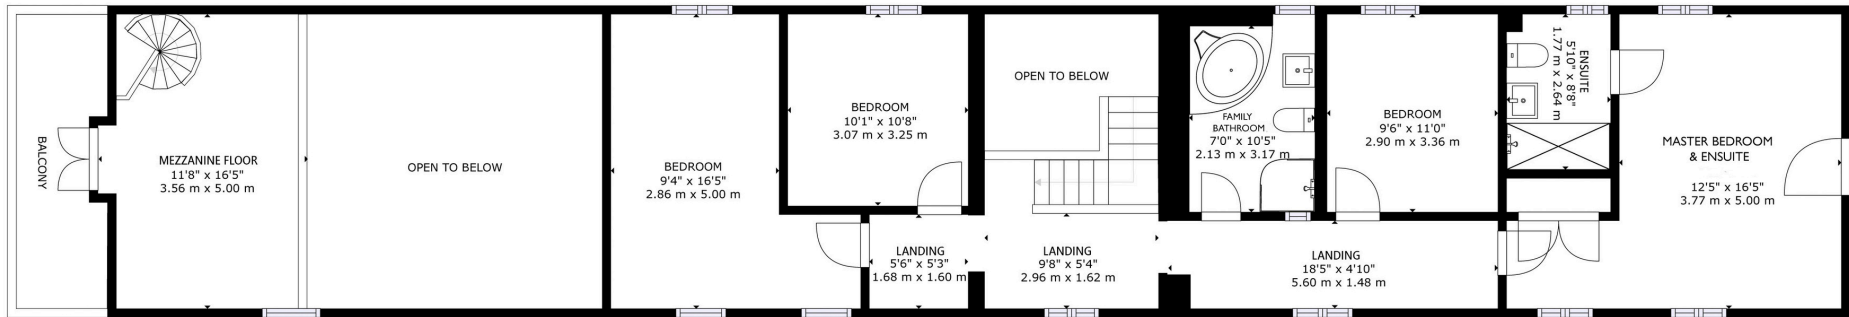 BALCONY
MEZZANINE FLOOR
11'8" x 16'5"
3.56 m x 5.00 m
OPEN TO BELOW
BEDROOM
9'4" x 16'5"
2.86 m x 5.00 m
BEDROOM
10'1" x 10'8"
3.07 m x 3.25 m
LANDING
5'6" x 5'3"
1.68 m x 1.60 m
OPEN TO BELOW
LANDING
9'8" x 5'4"
2.96 m x 1.62 m
FAMILY
BATHROOM
7'0" x 10'5"
2.13 m x 3.17 m
BEDROOM
9'6" x 11'0"
2.90 m x 3.36 m
LANDING
18'5" x 4'10"
5.60 m x 1.48 m
ENSUITE
5'10" x 8'8"
1.77 m x 2.64 m
MASTER BEDROOM
& ENSUITE
12'5" x 16'5"
3.77 m x 5.00 m